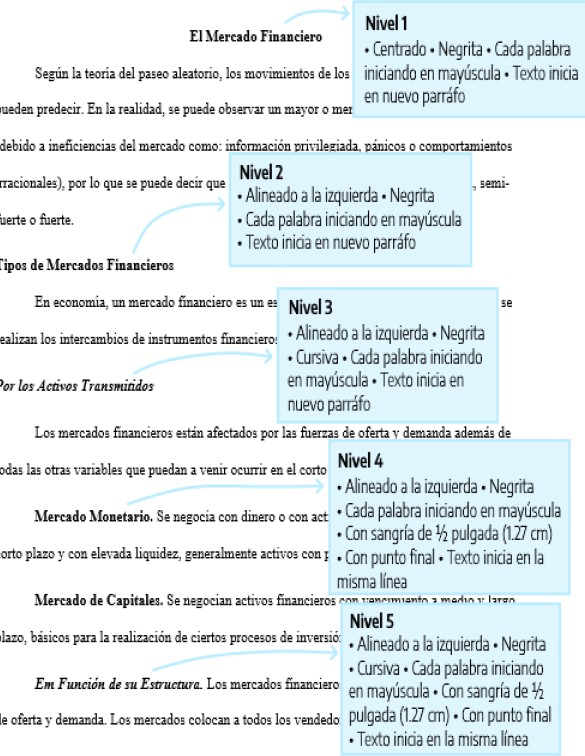 El Mercado Financiero
Nivel 1
• Centrado • Negrita • Cada palabra
iniciando en mayúscula • Texto inicia
en nuevo parráfo
Según la teoría del paseo aleatorio, los movimientos de los
pueden predecir. En la realidad, se puede observar un mayor o
debido a ineficiencias del mercado como: información privilegiada, pánicos o comportamientos
rracionales), por lo que se puede decir que
, semi-
fuerte o fuerte.
Nivel 2
• Alineado a la izquierda • Negrita
• Cada palabra iniciando en mayúscula
• Texto inicia en nuevo parráfo
Tipos de Mercados Financieros
En economía, un mercado financiero es un
se
ealizan los intercambios de instrumentos financieros
Nivel 3
• Alineado a la izquierda • Negrita
• Cursiva • Cada palabra iniciando
en mayúscula • Texto inicia en
nuevo parráfo
Por los Activos Transmitidos
Los mercados financieros están afectados por las fuerzas de oferta y demanda además de
odas las otras variables que puedan a venir ocurrir en el corto
Nivel 4
• Alineado a la izquierda • Negrita
• Cada palabra iniciando en mayúscula
• Con sangría de ½ pulgada (1.27 cm)
• Con punto final • Texto inicia en la
misma línea
Mercado Monetario. Se negocia con dinero o con
corto plazo y con elevada liquidez, generalmente activos con
Mercado de Capitales. Se negocian activos financieros con vencimiento a medio y largo
plazo, básicos para la realización de ciertos procesos de
Nivel 5
• Alineado a la izquierda • Negrita
• Cursiva • Cada palabra iniciando
en mayúscula • Con sangría de ½
pulgada (1.27 cm) • Con punto final
• Texto inicia en la misma línea
Em Función de su Estructura. Los mercados financiero
de oferta y demanda. Los mercados colocan a todos los vendedo